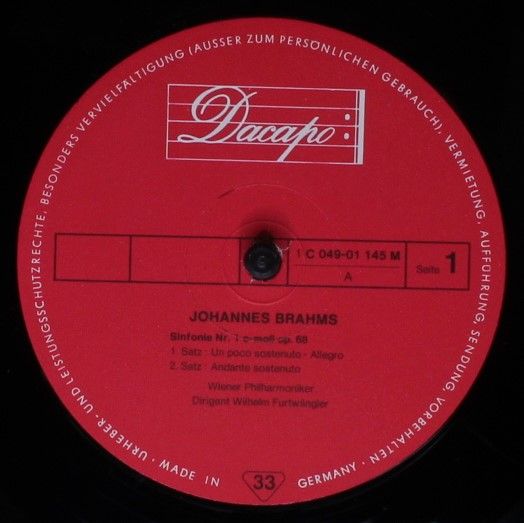 URHEBER- UND LEISTUNGSSCHUTZRECHTE, BESONDERS VERVIELFÄLTIGUNG (AUSSER ZUM PERSÖNLICHEN GEBRAUCH), VERMIETUNG, AUFFÜHRUNG, SENDUNG, VORBEHALTEN ·
Dacapo
1 C 049-01 145 M
A
Seite 1
JOHANNES BRAHMS
Sinfonie Nr. 1 c-moll op. 68
1. Satz: Un poco sostenuto - Allegro
2. Satz: Andante sostenuto
Wiener Philharmoniker
Dirigent Wilhelm Furtwängler
· MADE IN
33
GERMANY ·